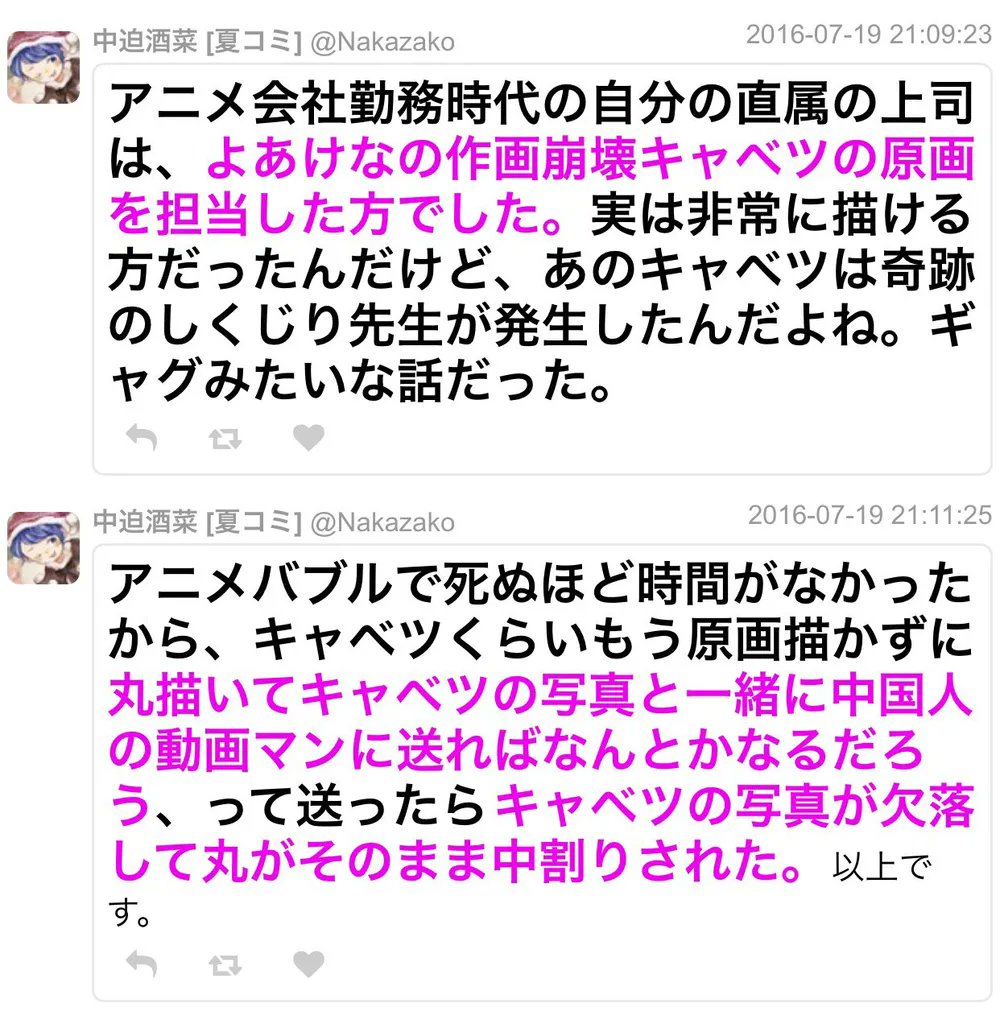 中迫酒菜 [夏コミ] @Nakazako 2016-07-19 21:09:23
アニメ会社勤務時代の自分の直属の上司
は、よあけなの作画崩壊キャベツの原画
を担当した方でした。実は非常に描ける
方だったんだけど、あのキャベツは奇跡
のしくじり先生が発生したんだよね。ギ
ャグみたいな話だった。
中迫酒菜 [夏コミ] @Nakazako 2016-07-19 21:11:25
アニメバブルで死ぬほど時間がなかった
から、キャベツくらいもう原画描かずに
丸描いてキャベツの写真と一緒に中国人
の動画マンに送ればなんとかなるだろ
う、って送ったらキャベツの写真が欠落
して丸がそのまま中割りされた。以上で
す。